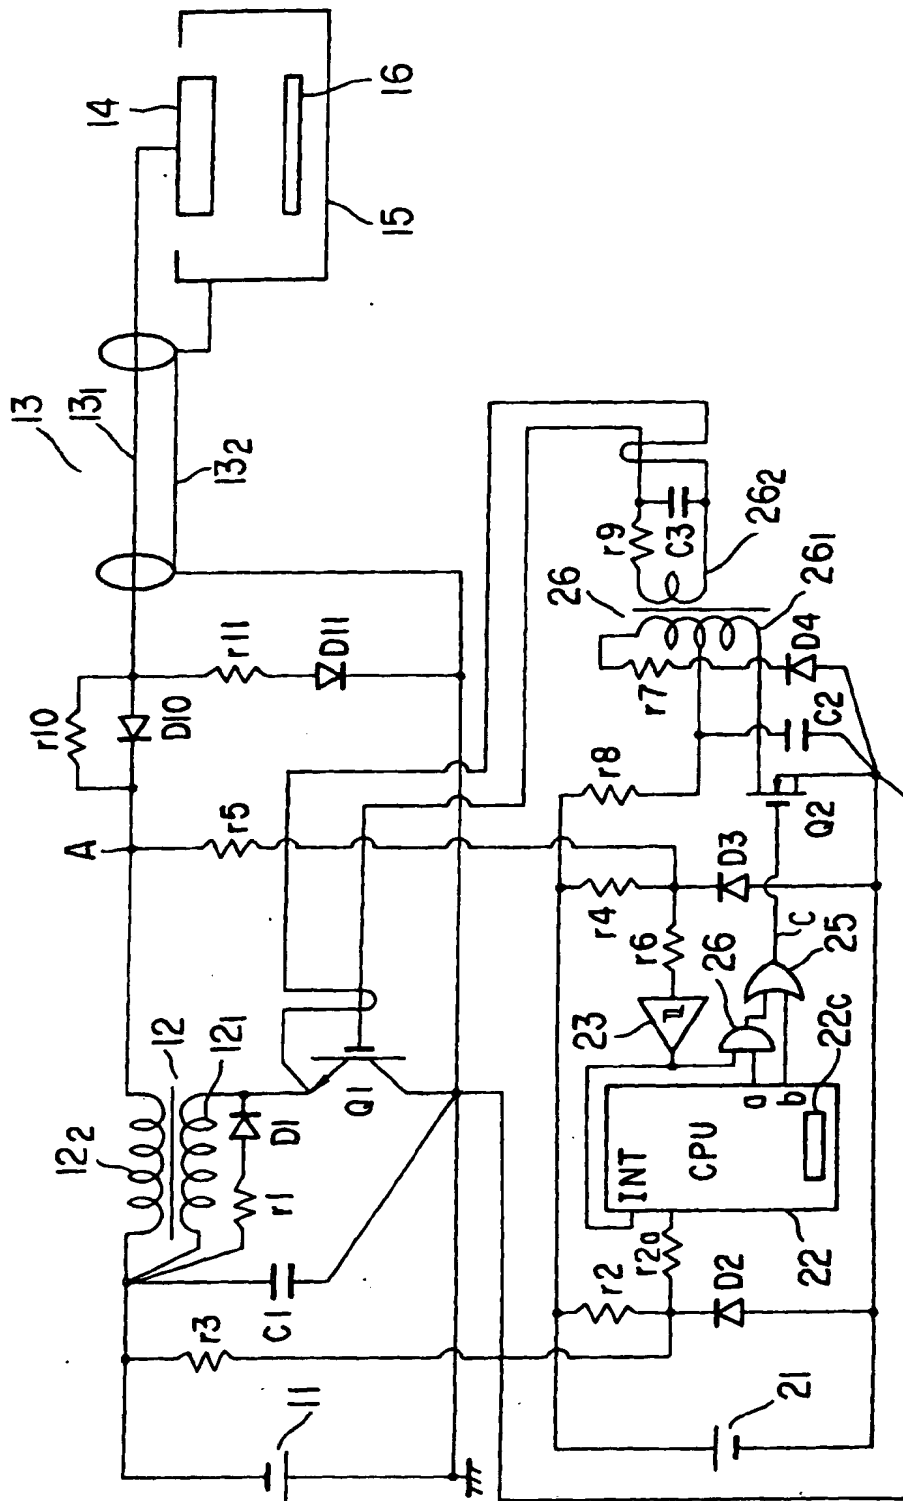 14
16
15
13
13₁
13₂
r10
D10
r11
D11
A
r5
12
12₂
12₁
D1
r1
Q1
C1
r3
11
r9
C3
26₂
26
26₁
r7
D4
C2
r8
Q2
r4
D3
r6
C
25
26
23
INT
CPU
a
b
22c
r2a
r2
22
D2
21